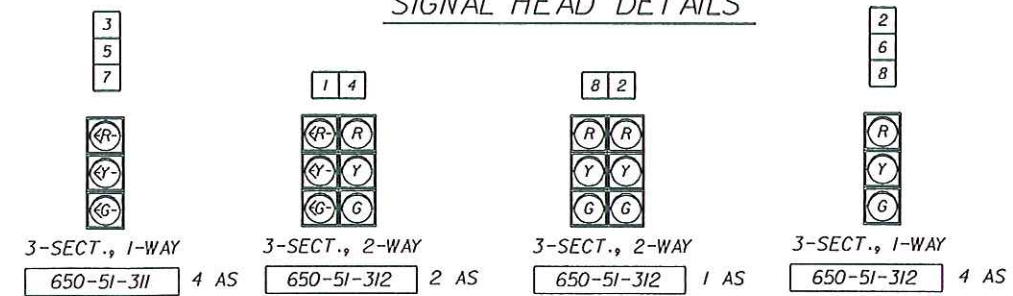 SIGNAL HEAD DETAILS
3
5
7
1 4
8 2
2
6
8
<R-
<Y-
<G-
<R- R
<Y- Y
<G- G
R R
Y Y
G G
R
Y
G
3-SECT., 1-WAY
650-51-311 4 AS
3-SECT., 2-WAY
650-51-312 2 AS
3-SECT., 2-WAY
650-51-312 1 AS
3-SECT., 1-WAY
650-51-312 4 AS